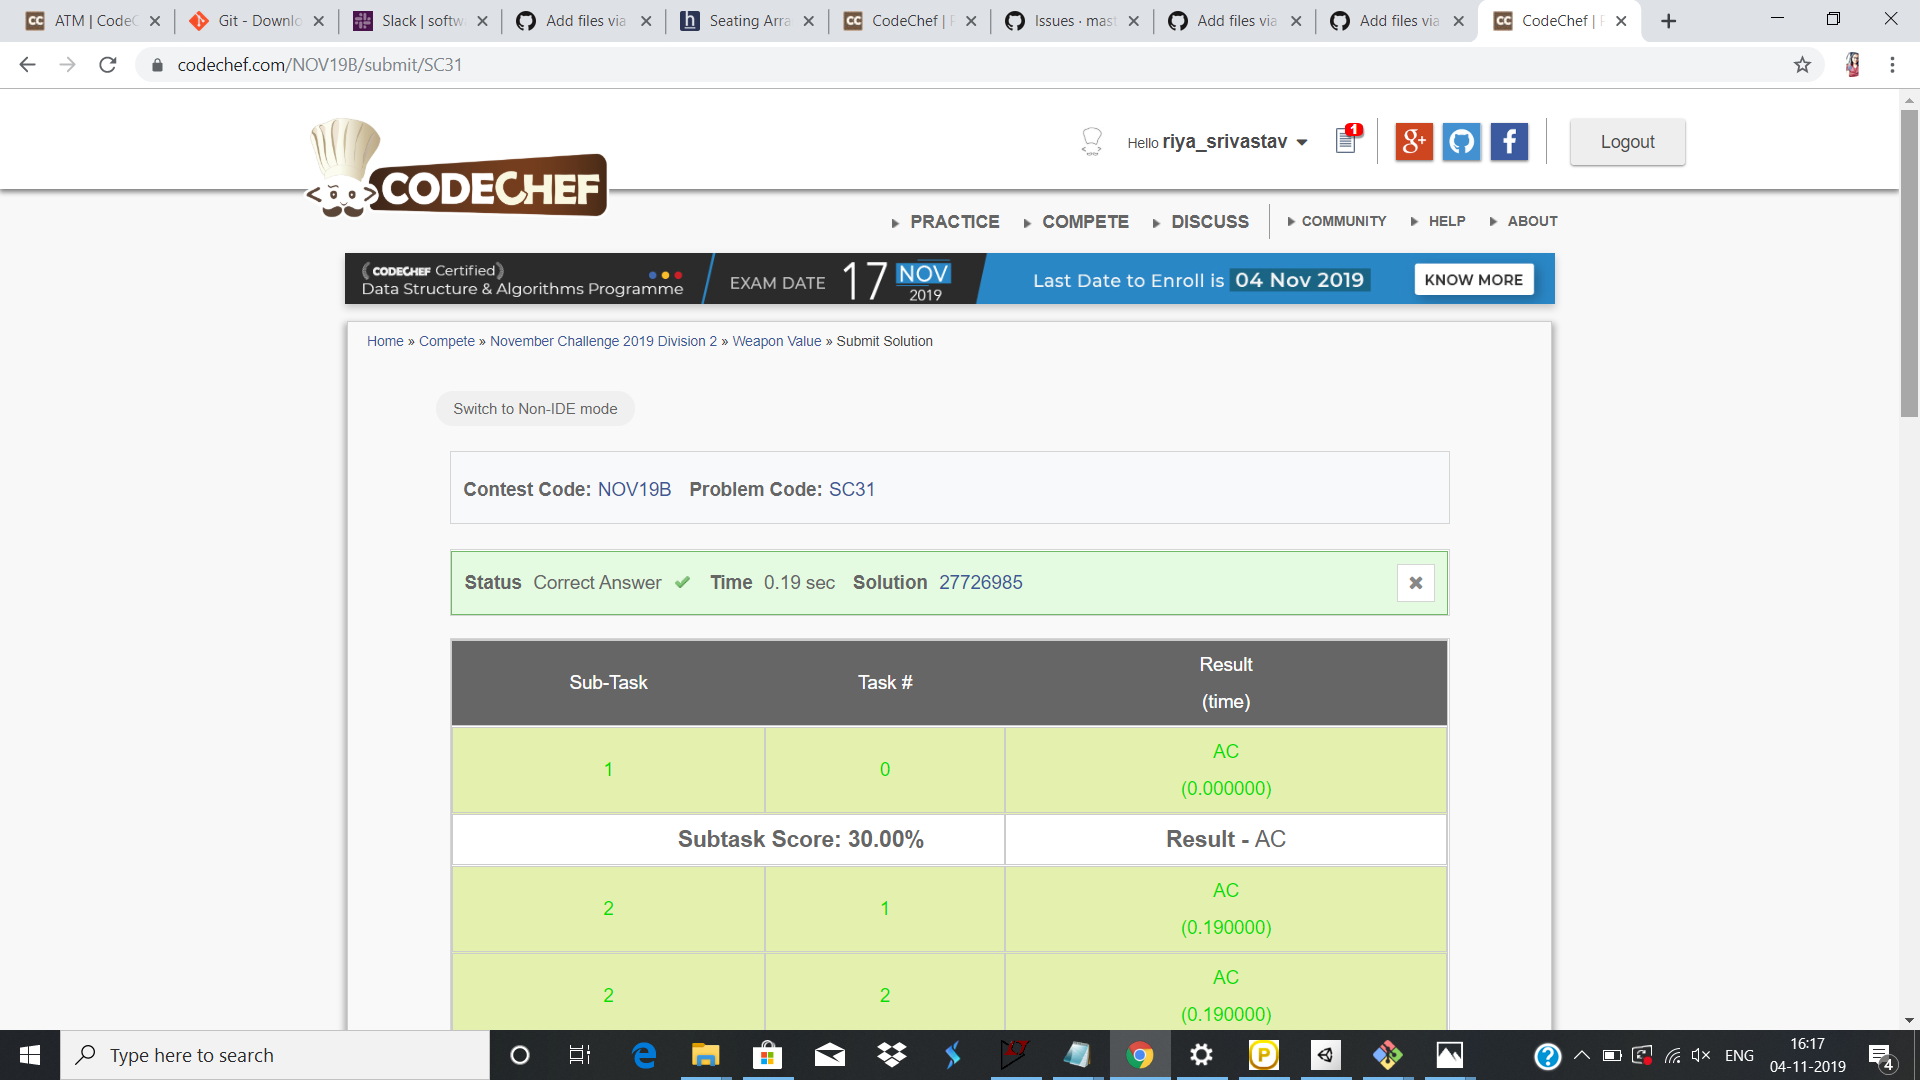 ATM | CodeC
Git - Downlo
Slack | softw
Add files via
Seating Arra
CodeChef | P
Issues · mast
Add files via
Add files via
CodeChef | P
codechef.com/NOV19B/submit/SC31
CODECHEF
Hello riya_srivastav
1
g+
f
Logout
PRACTICE
COMPETE
DISCUSS
COMMUNITY
HELP
ABOUT
(CODECHEF Certified)
Data Structure & Algorithms Programme
EXAM DATE 17 NOV 2019
Last Date to Enroll is 04 Nov 2019
KNOW MORE
Home » Compete » November Challenge 2019 Division 2 » Weapon Value » Submit Solution
Switch to Non-IDE mode
Contest Code: NOV19B Problem Code: SC31
Status Correct Answer ✔ Time 0.19 sec Solution 27726985
Sub-Task Task # Result
(time)
1 0 AC
(0.000000)
Subtask Score: 30.00% Result - AC
2 1 AC
(0.190000)
2 2 AC
(0.190000)
Type here to search
ENG
16:17
04-11-2019
4